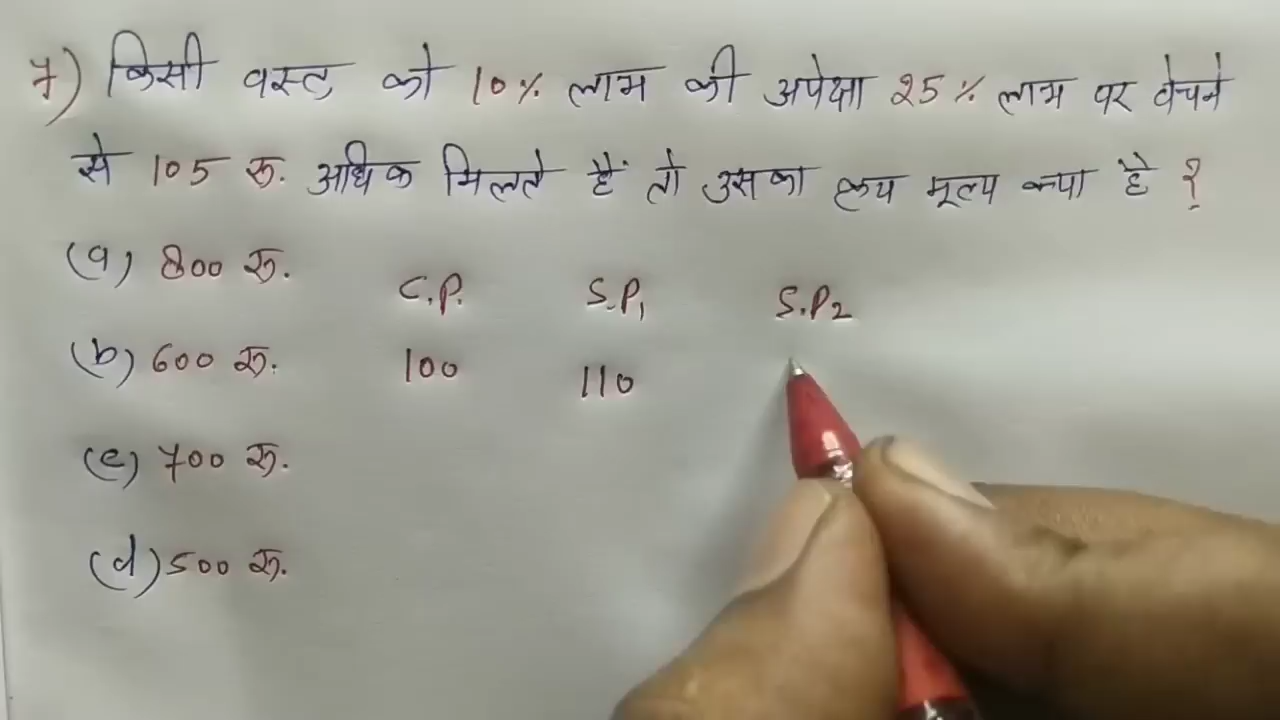 7) किसी वस्तु को 10% लाभ की अपेक्षा 25% लाभ पर बेचने
से 105 रु. अधिक मिलते हैं तो उसका क्रय मूल्य क्या है ?
(a) 800 रु.
C.P. S.P₁ S.P₂
(b) 600 रु.
100 110
(c) 700 रु.
(d) 500 रु.